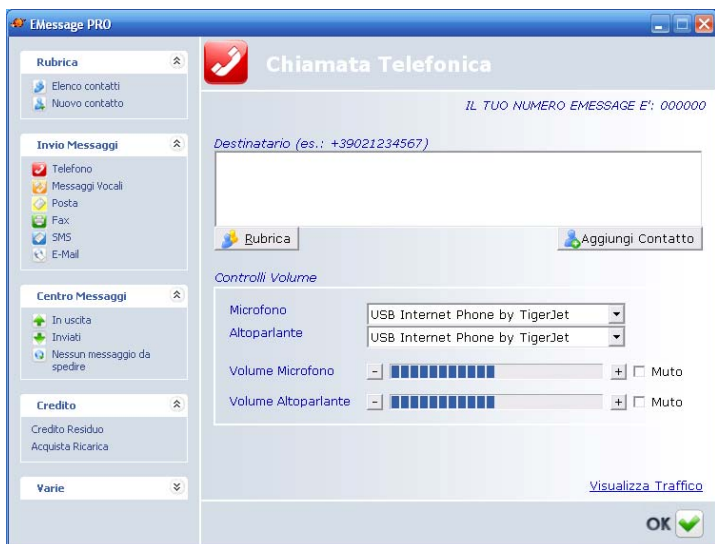 EMessage PRO
Rubrica
Elenco contatti
Nuovo contatto
Invio Messaggi
Telefono
Messaggi Vocali
Posta
Fax
SMS
E-Mail
Centro Messaggi
In uscita
Inviati
Nessun messaggio da
spedire
Credito
Credito Residuo
Acquista Ricarica
Varie
Chiamata Telefonica
IL TUO NUMERO EMESSAGE E': 000000
Destinatario (es.: +39021234567)
Rubrica
Aggiungi Contatto
Controlli Volume
Microfono
USB Internet Phone by TigerJet
Altoparlante
USB Internet Phone by TigerJet
Volume Microfono
- + Muto
Volume Altoparlante
- + Muto
Visualizza Traffico
OK